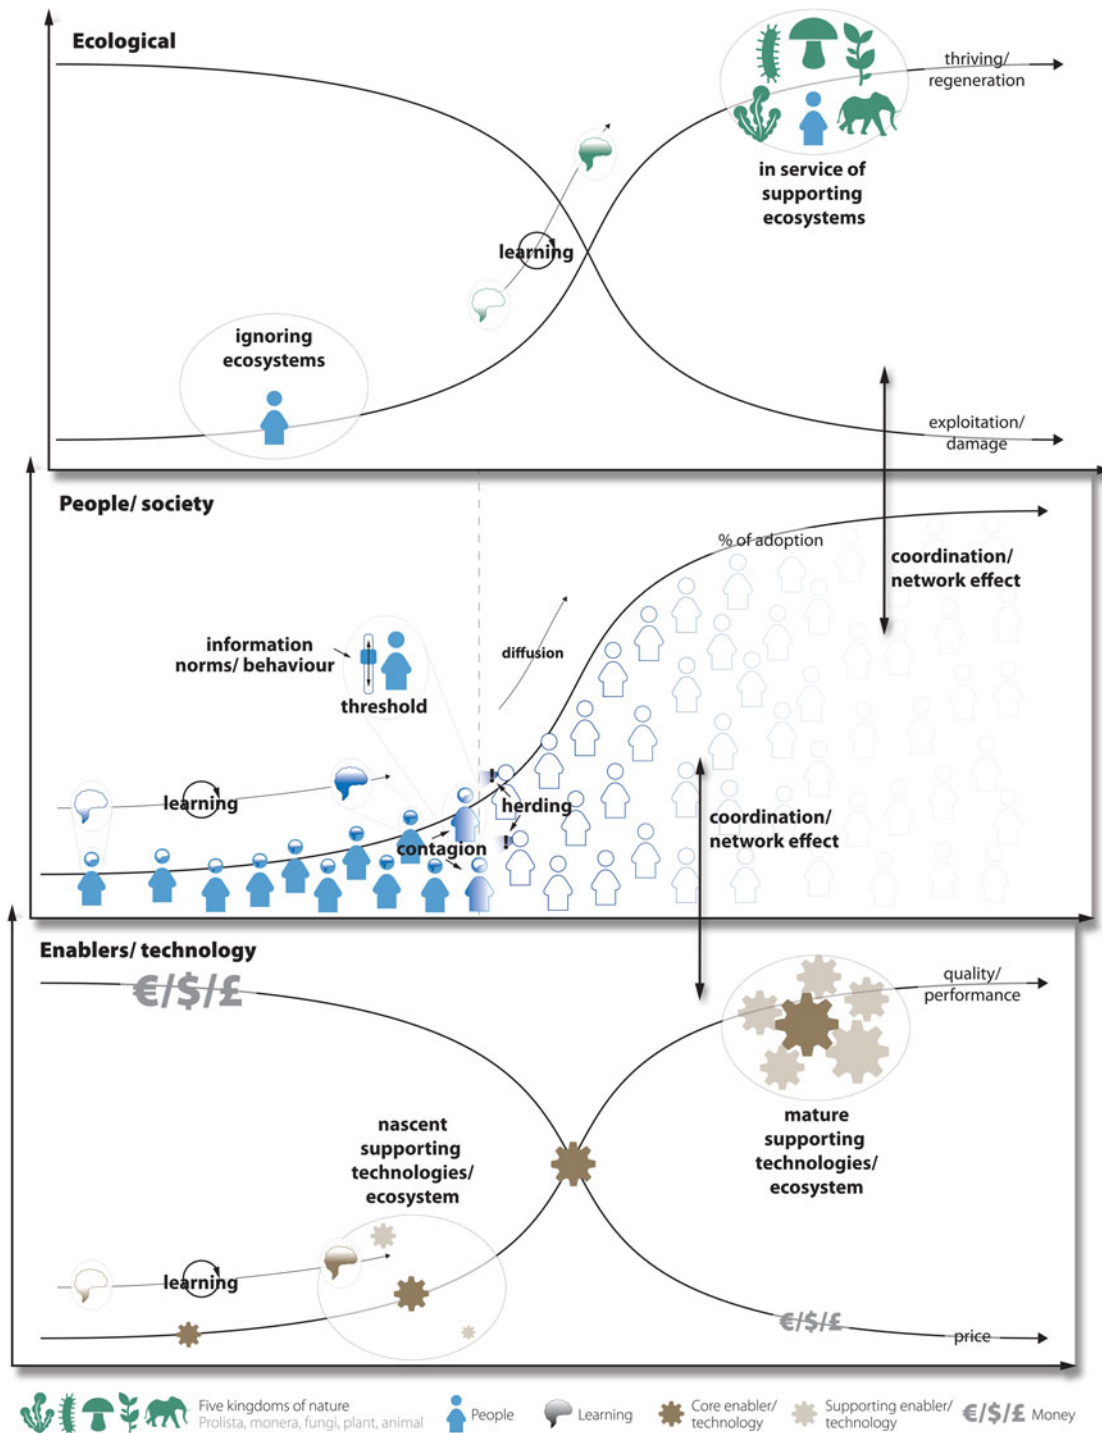 Ecological
thriving/
regeneration
in service of
supporting
ecosystems
learning
ignoring
ecosystems
exploitation/
damage
People/ society
% of adoption
coordination/
network effect
information
norms/ behaviour
threshold
diffusion
learning
!
herding
contagion
!
coordination/
network effect
Enablers/ technology
€/$/£
quality/
performance
nascent
supporting
technologies/
ecosystem
mature
supporting
technologies/
ecosystem
learning
€/$/£
price
Five kingdoms of nature
Prolista, monera, fungi, plant, animal
People
Learning
Core enabler/
technology
Supporting enabler/
technology
€/$/£ Money